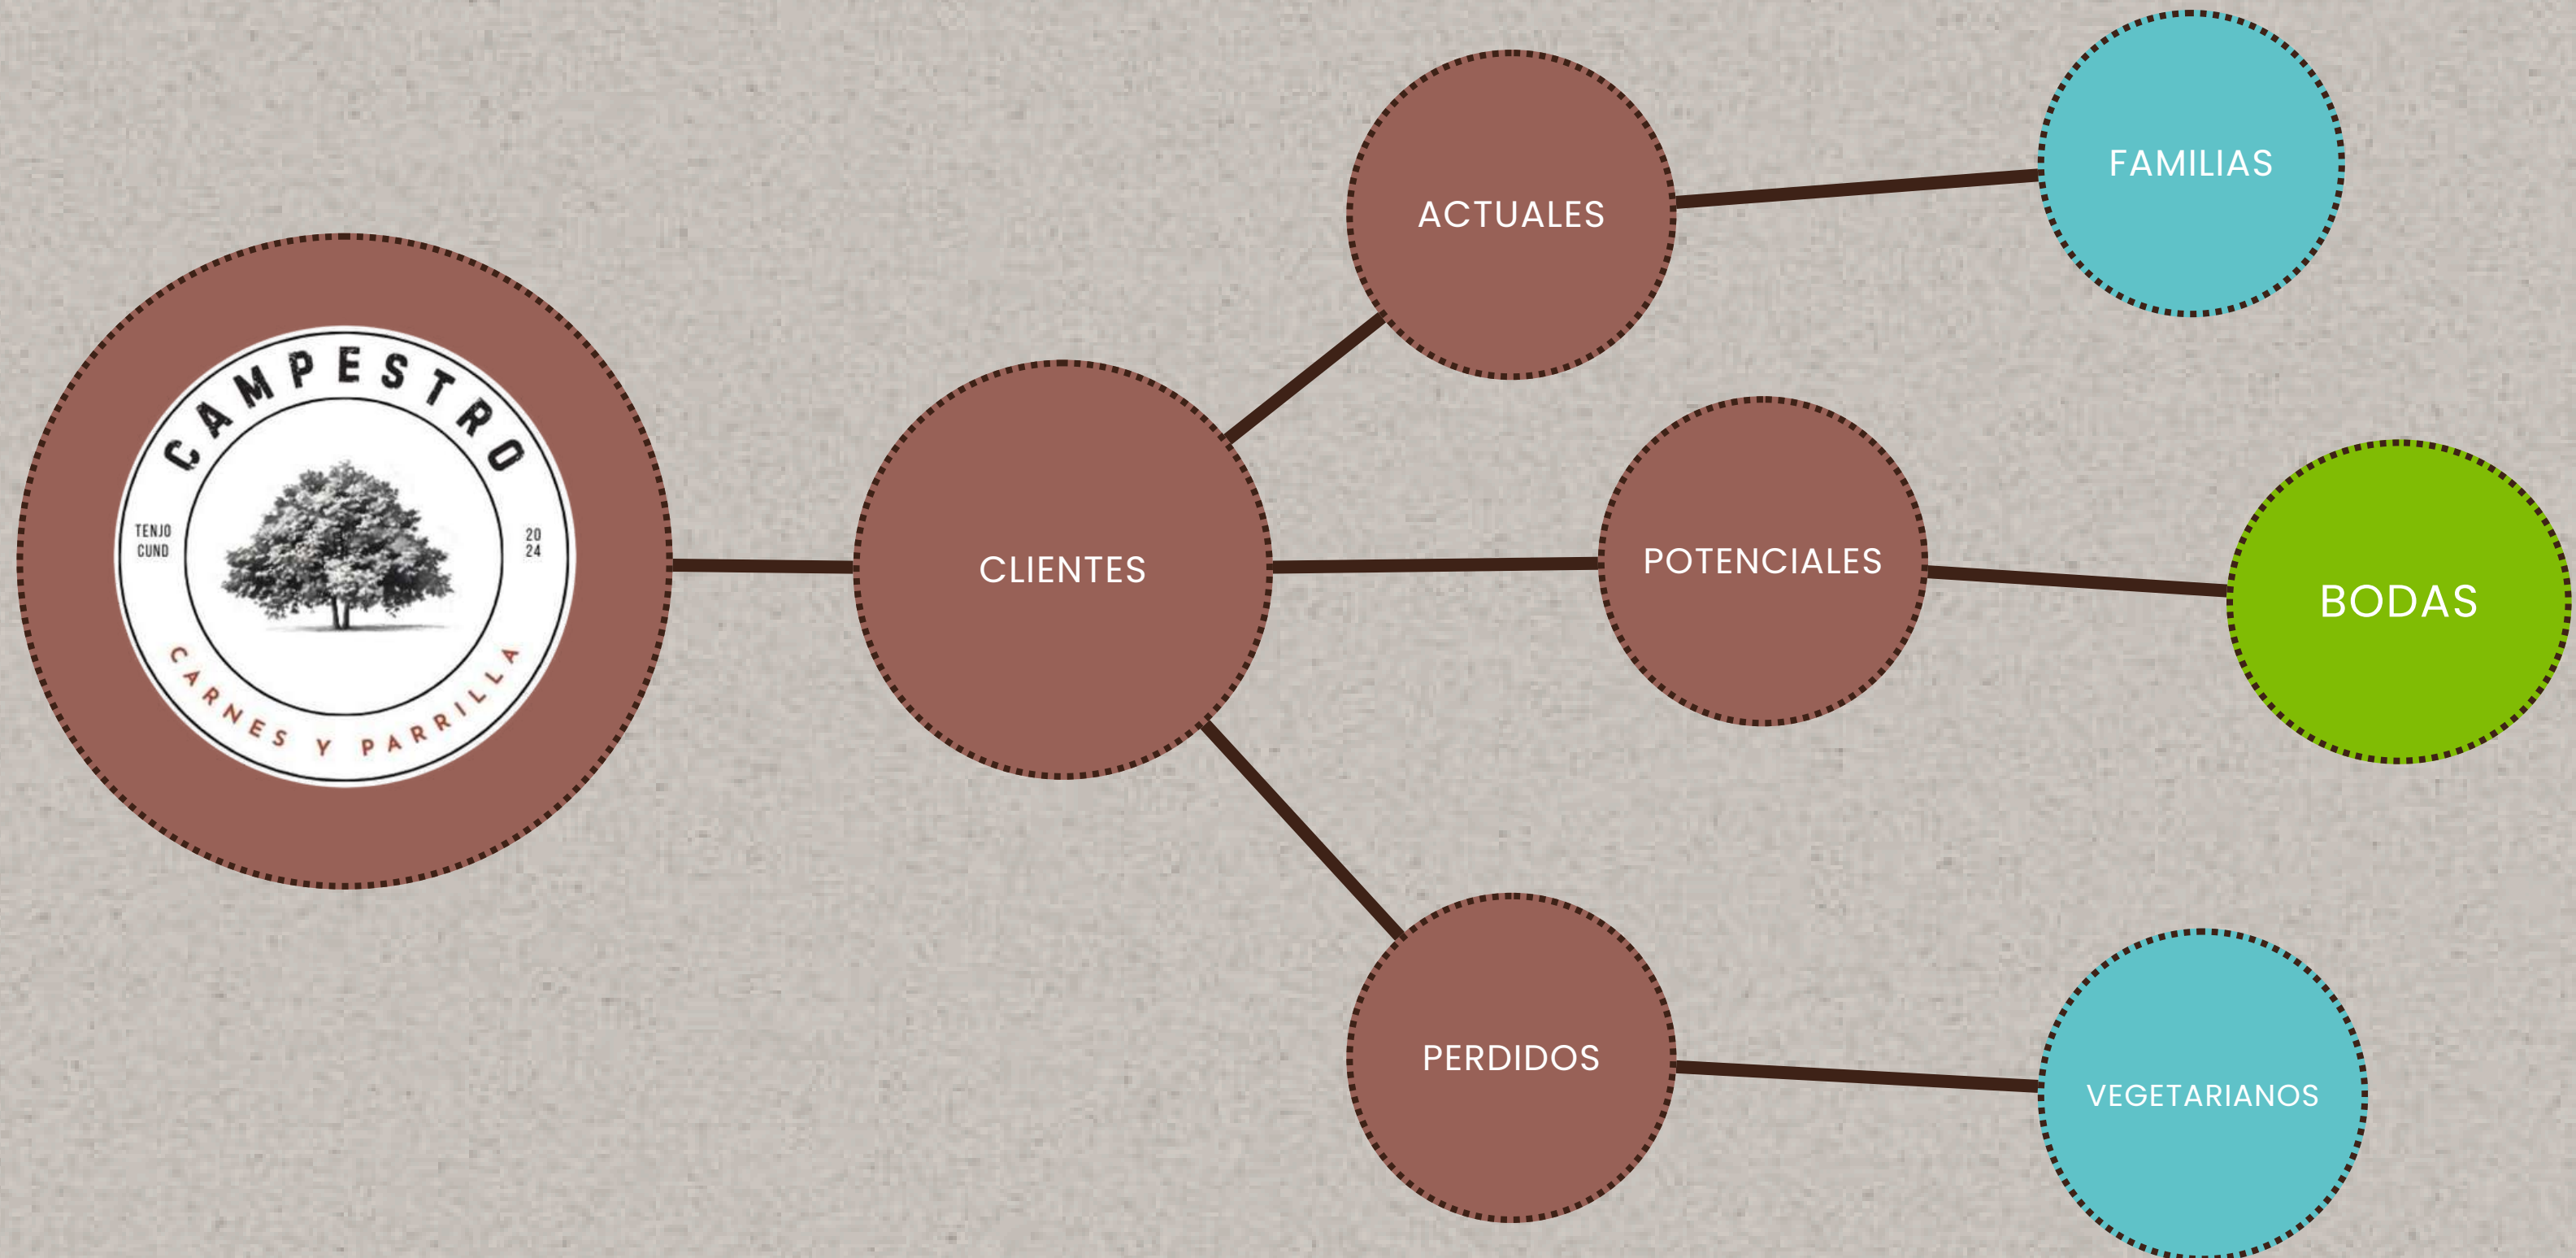 CAMPESTRO
TENJO
CUND
20
24
CARNES Y PARRILLA
CLIENTES
ACTUALES
FAMILIAS
POTENCIALES
BODAS
PERDIDOS
VEGETARIANOS